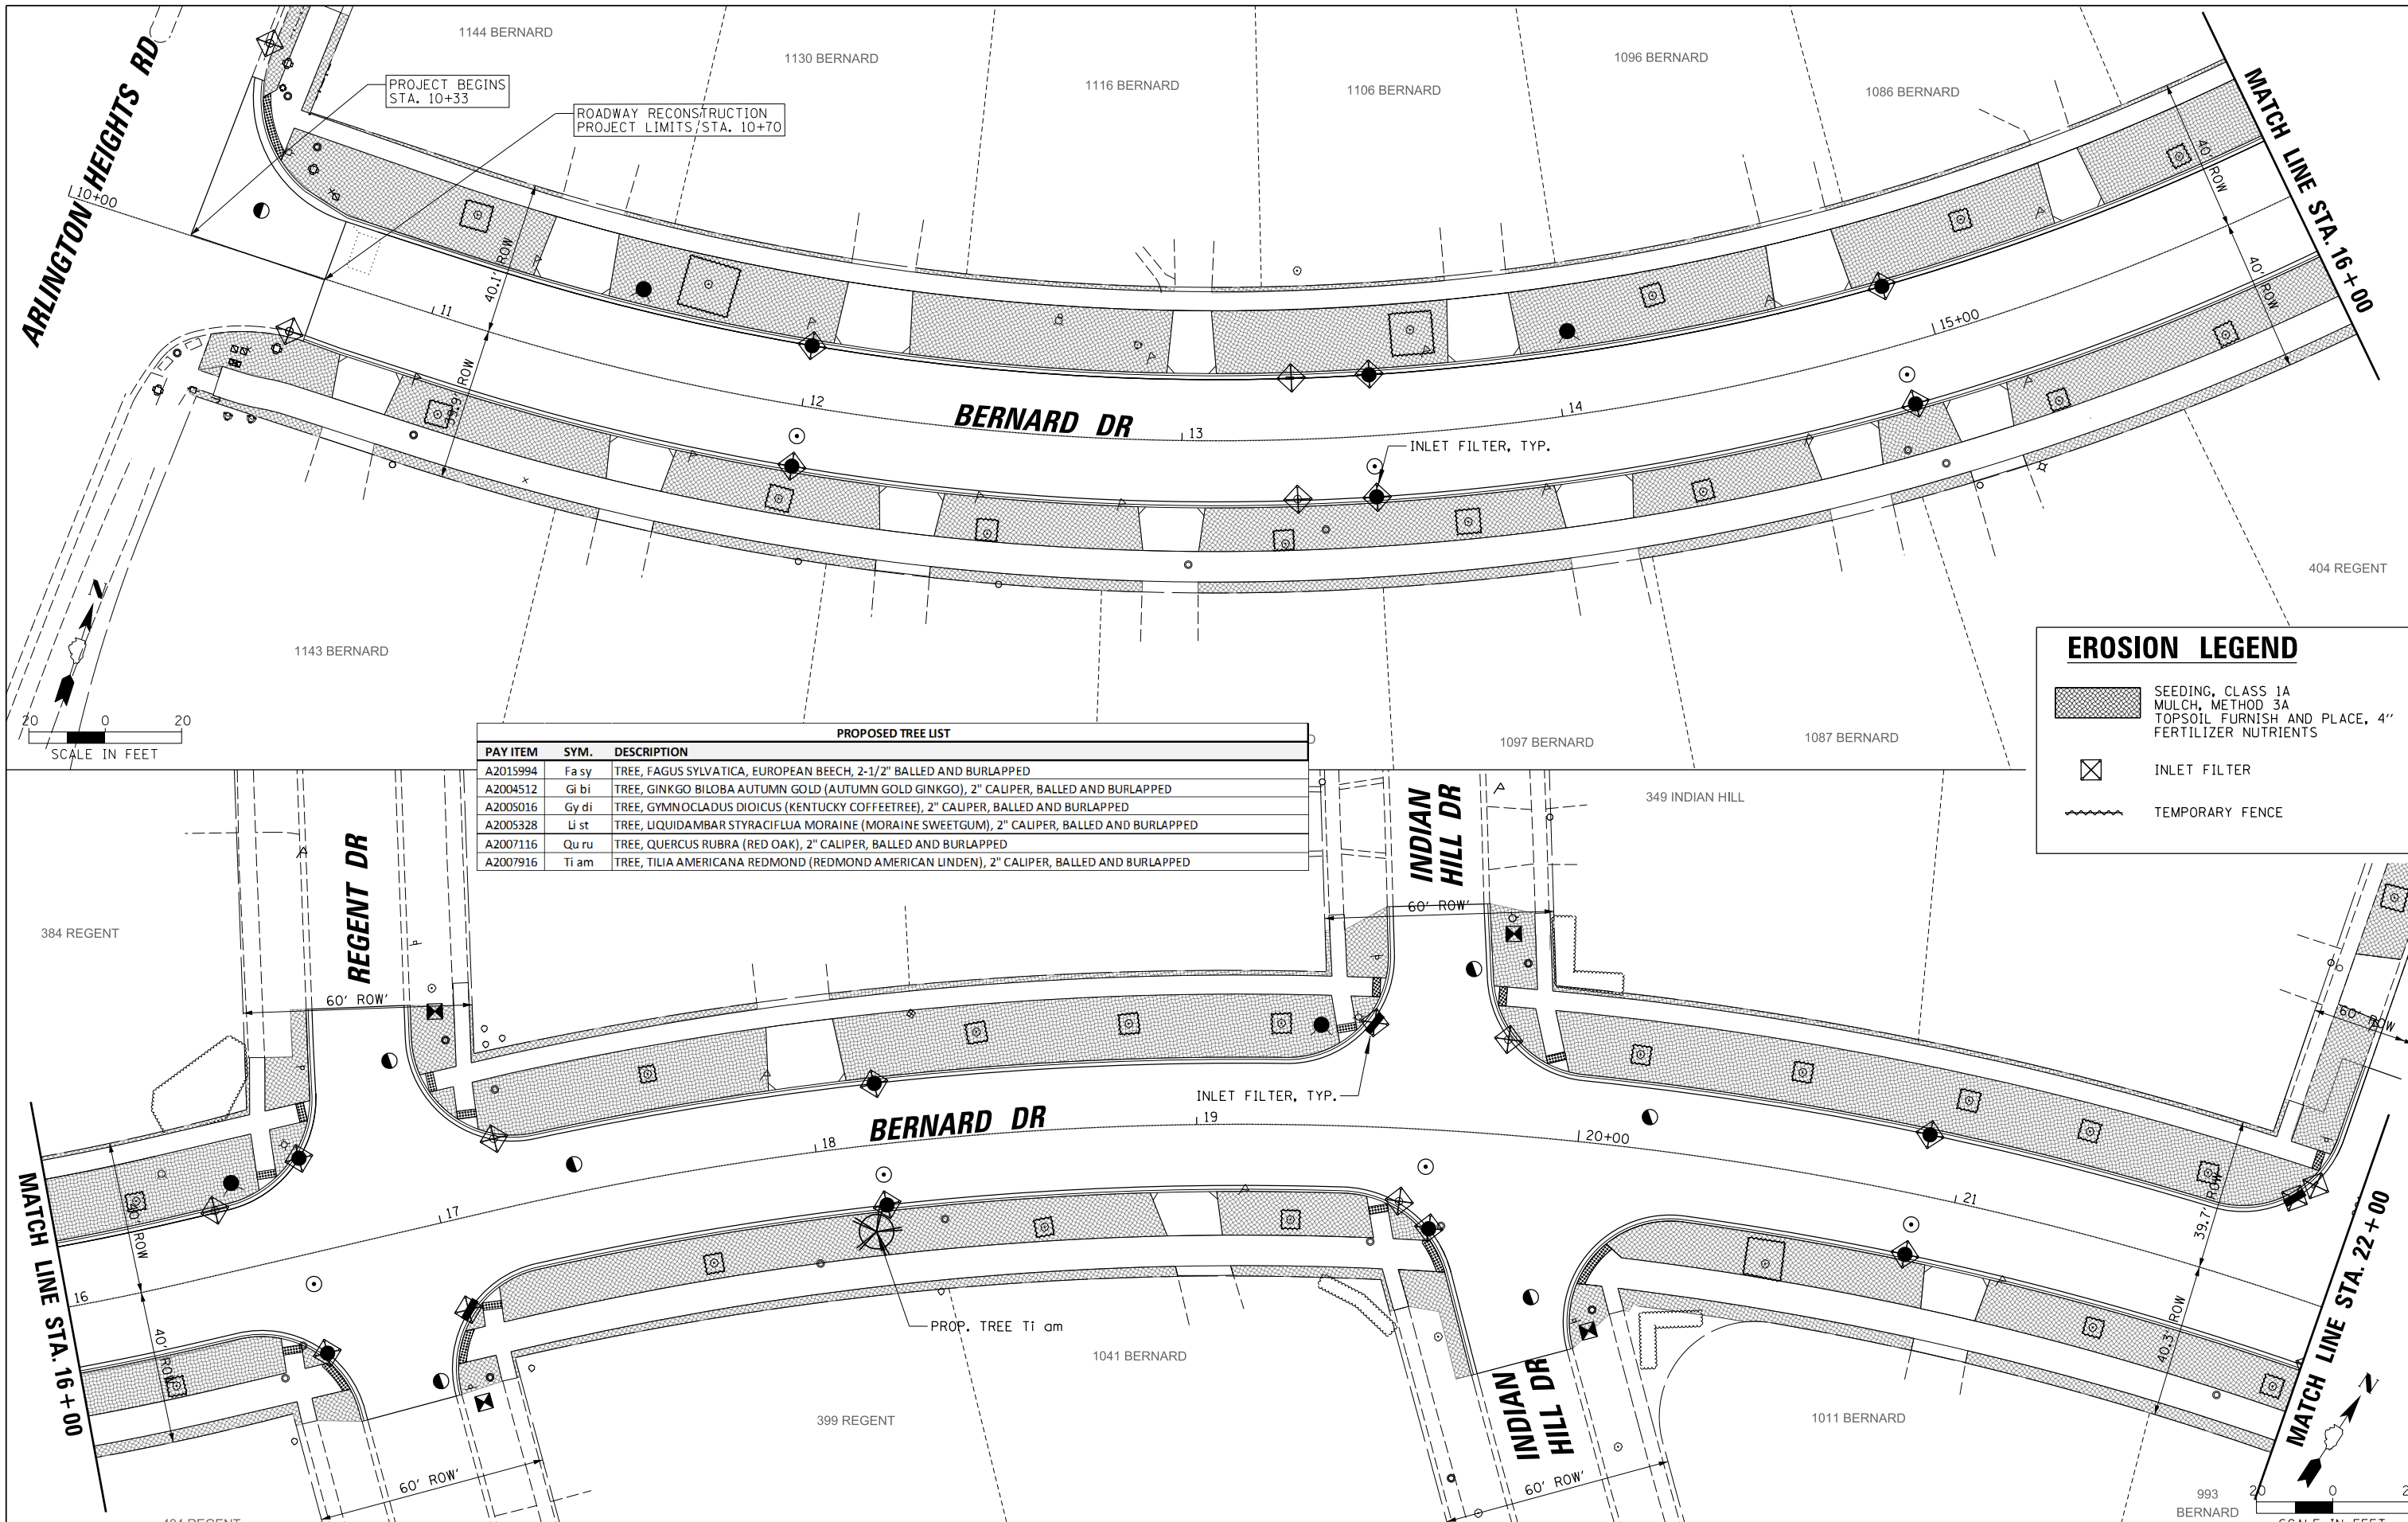 1144 BERNARD
1130 BERNARD
1116 BERNARD
1106 BERNARD
1096 BERNARD
1086 BERNARD
ARLINGTON HEIGHTS RD
PROJECT BEGINS
STA. 10+33
ROADWAY RECONSTRUCTION
PROJECT LIMITS STA. 10+70
MATCH LINE STA. 16+00
10+00
11
12
13
14
15+00
40.1' ROW
39.9' ROW
40' ROW
40' ROW
BERNARD DR
INLET FILTER, TYP.
404 REGENT
1143 BERNARD
1097 BERNARD
1087 BERNARD
N
20 0 20
SCALE IN FEET
EROSION LEGEND
SEEDING, CLASS 1A
MULCH, METHOD 3A
TOPSOIL FURNISH AND PLACE, 4''
FERTILIZER NUTRIENTS
INLET FILTER
TEMPORARY FENCE
PROPOSED TREE LIST
PAY ITEM SYM. DESCRIPTION
A2015994 Fa sy TREE, FAGUS SYLVATICA, EUROPEAN BEECH, 2-1/2" BALLED AND BURLAPPED
A2004512 Gi bi TREE, GINKGO BILOBA AUTUMN GOLD (AUTUMN GOLD GINKGO), 2" CALIPER, BALLED AND BURLAPPED
A2005016 Gy di TREE, GYMNOCLADUS DIOICUS (KENTUCKY COFFEETREE), 2" CALIPER, BALLED AND BURLAPPED
A2005328 Li st TREE, LIQUIDAMBAR STYRACIFLUA MORAINE (MORAINE SWEETGUM), 2" CALIPER, BALLED AND BURLAPPED
A2007116 Qu ru TREE, QUERCUS RUBRA (RED OAK), 2" CALIPER, BALLED AND BURLAPPED
A2007916 Ti am TREE, TILIA AMERICANA REDMOND (REDMOND AMERICAN LINDEN), 2" CALIPER, BALLED AND BURLAPPED
384 REGENT
REGENT DR
INDIAN
HILL DR
349 INDIAN HILL
60' ROW'
60' ROW'
60' ROW
MATCH LINE STA. 16+00
16
17
18
19
20+00
21
40' ROW
40' ROW
BERNARD DR
INLET FILTER, TYP.
PROP. TREE Ti am
39.7' ROW
40.3' ROW
MATCH LINE STA. 22+00
1041 BERNARD
399 REGENT
INDIAN
HILL DR
1011 BERNARD
993
BERNARD
60' ROW'
60' ROW'
N
20 0